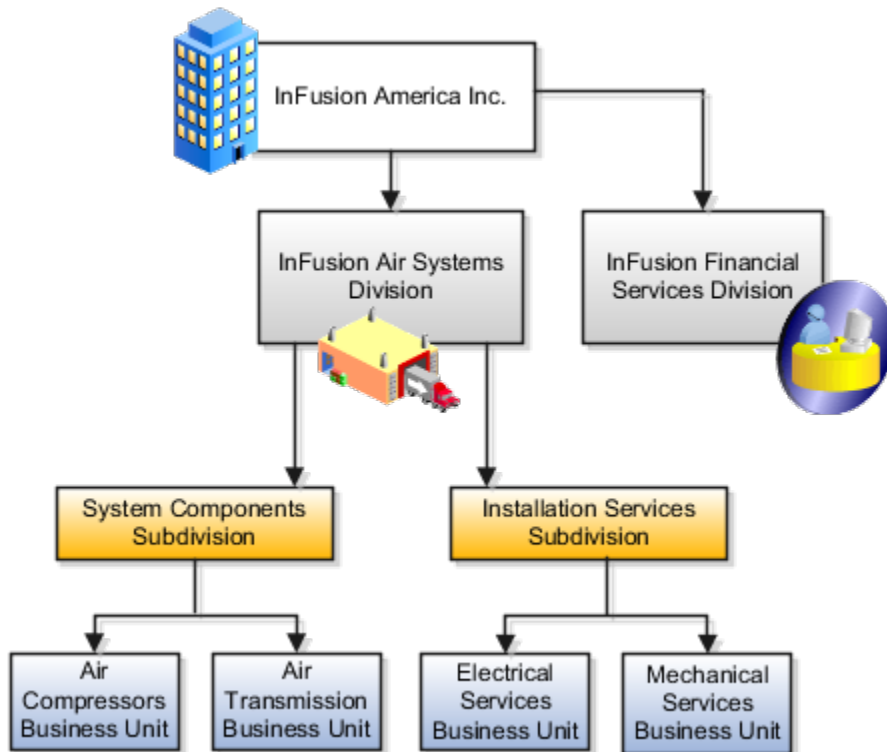 InFusion America Inc.
InFusion Air Systems
Division
InFusion Financial
Services Division
System Components
Subdivision
Installation Services
Subdivision
Air
Compressors
Business Unit
Air
Transmission
Business Unit
Electrical
Services
Business Unit
Mechanical
Services
Business Unit